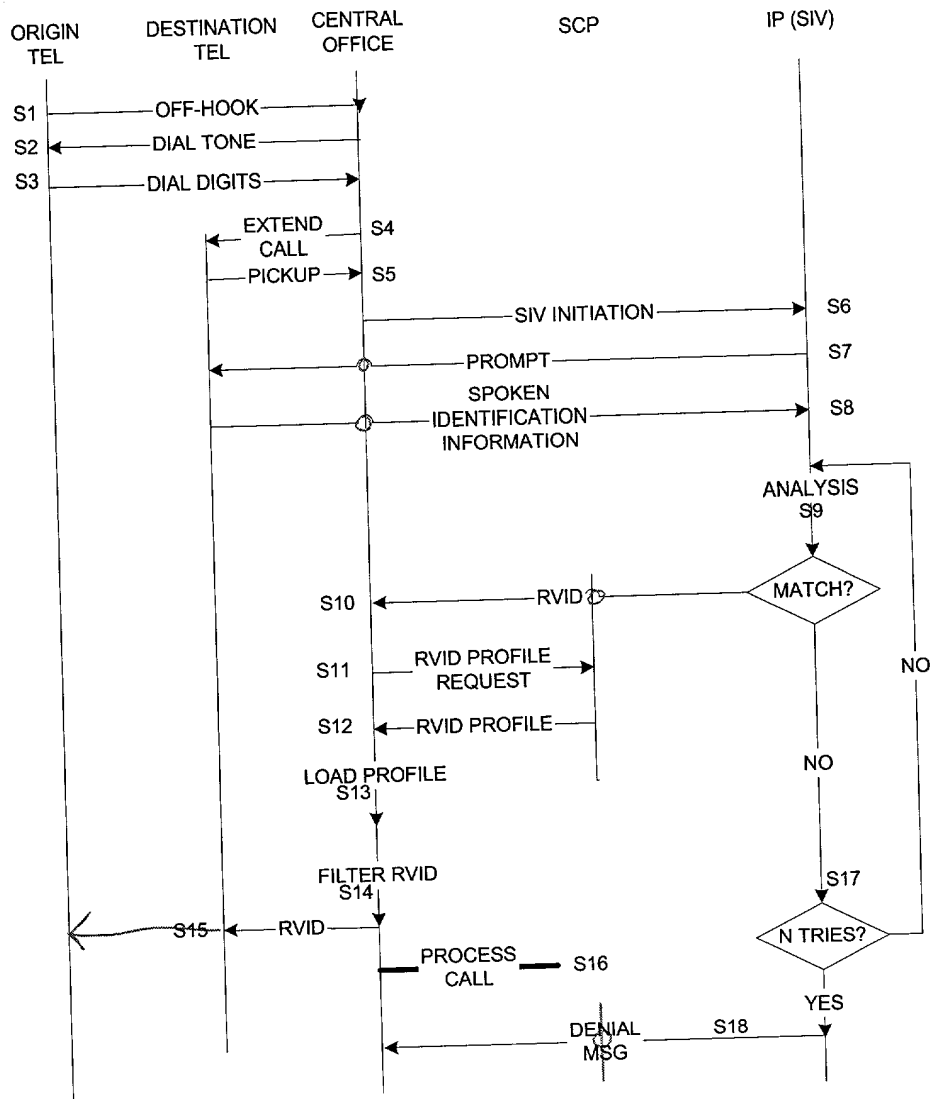 ORIGIN
TEL
DESTINATION
TEL
CENTRAL
OFFICE
SCP
IP (SIV)
S1
OFF-HOOK
S2
DIAL TONE
S3
DIAL DIGITS
EXTEND
CALL
S4
PICKUP
S5
SIV INITIATION
S6
PROMPT
S7
SPOKEN
IDENTIFICATION
INFORMATION
S8
ANALYSIS
S9
MATCH?
S10
RVID
S11
RVID PROFILE
REQUEST
NO
S12
RVID PROFILE
LOAD PROFILE
S13
NO
FILTER RVID
S14
S17
S15
RVID
N TRIES?
PROCESS
CALL
S16
YES
DENIAL
MSG
S18